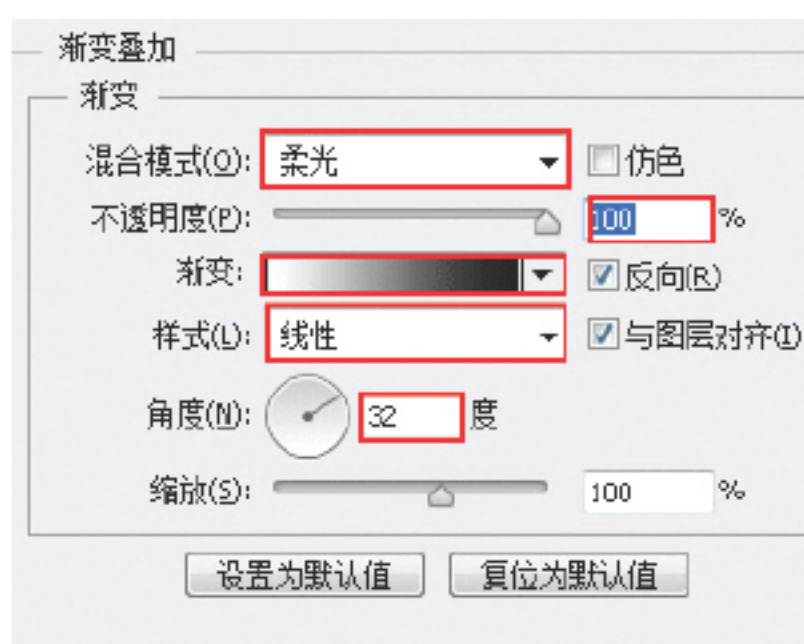 渐变叠加
渐变
混合模式(O): 柔光 仿色
不透明度(P): 100 %
渐变: 反向(R)
样式(L): 线性 与图层对齐(I)
角度(N): 32 度
缩放(S): 100 %
设置为默认值 复位为默认值